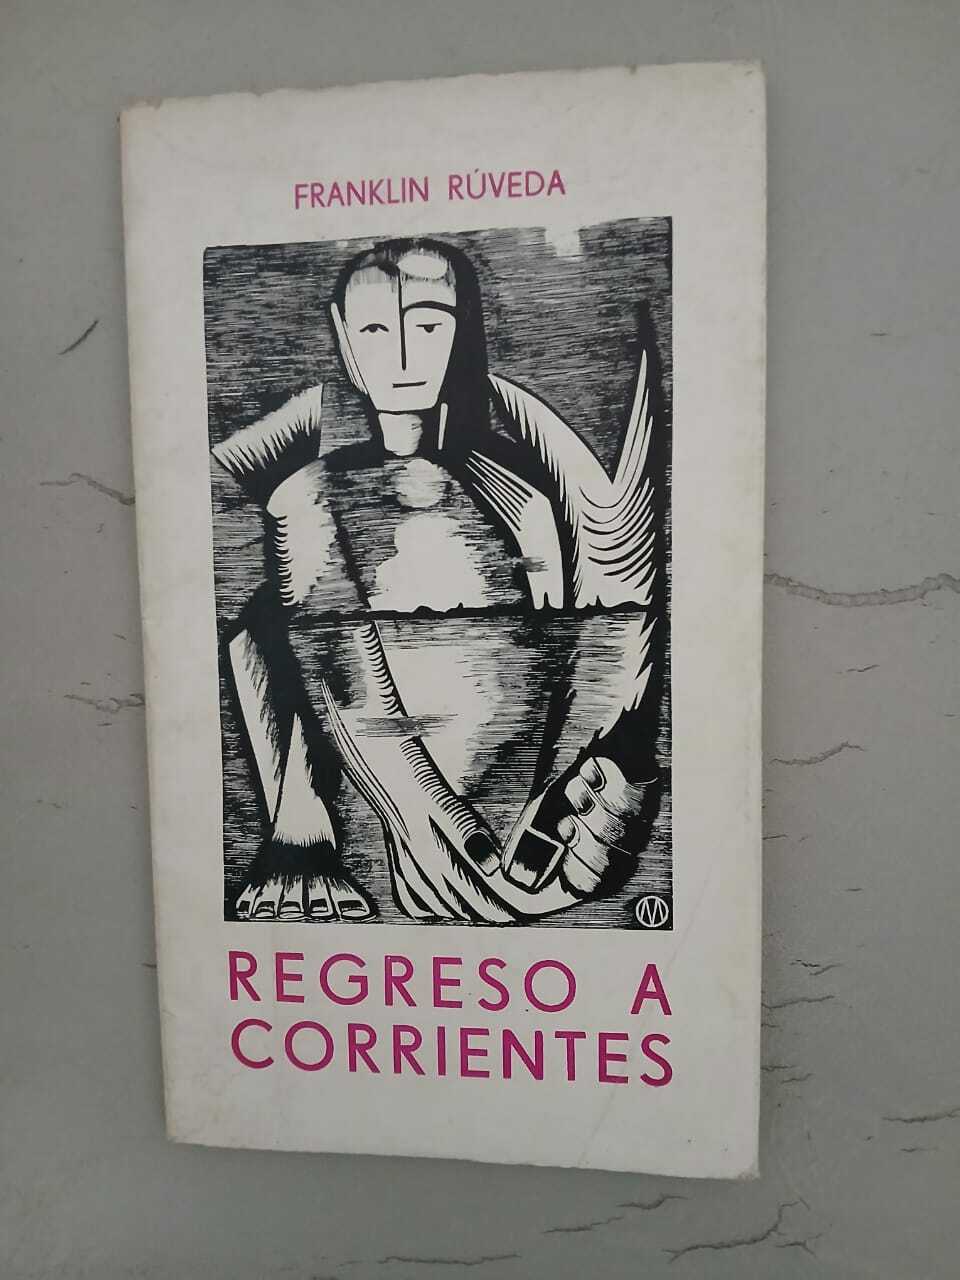 FRANKLIN RÚVEDA
REGRESO A
CORRIENTES